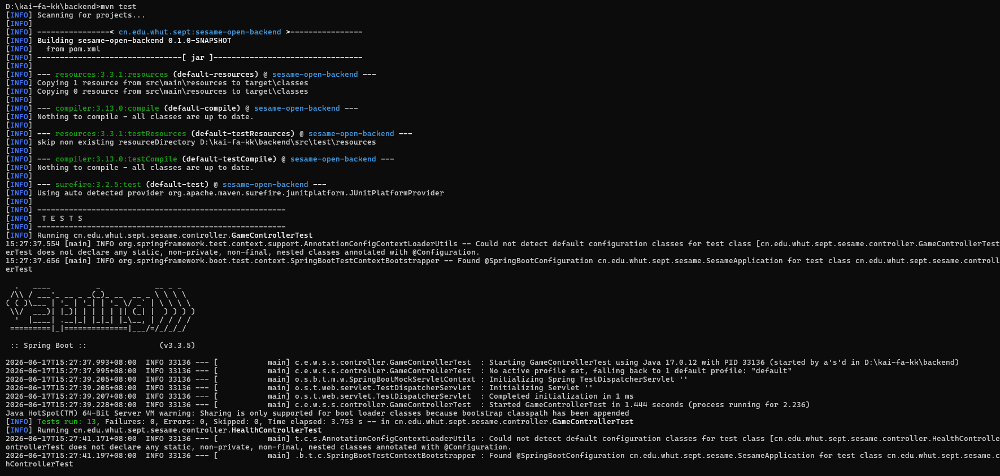 D:\kai-fa-kk\backend>mvn test
[INFO] Scanning for projects...
[INFO]
[INFO] ----------------< cn.edu.whut.sept:sesame-open-backend >----------------
[INFO] Building sesame-open-backend 0.1.0-SNAPSHOT
[INFO]   from pom.xml
[INFO] --------------------------------[ jar ]---------------------------------
[INFO]
[INFO] --- resources:3.3.1:resources (default-resources) @ sesame-open-backend ---
[INFO] Copying 1 resource from src\main\resources to target\classes
[INFO] Copying 0 resource from src\main\resources to target\classes
[INFO]
[INFO] --- compiler:3.13.0:compile (default-compile) @ sesame-open-backend ---
[INFO] Nothing to compile - all classes are up to date.
[INFO]
[INFO] --- resources:3.3.1:testResources (default-testResources) @ sesame-open-backend ---
[INFO] skip non existing resourceDirectory D:\kai-fa-kk\backend\src\test\resources
[INFO]
[INFO] --- compiler:3.13.0:testCompile (default-testCompile) @ sesame-open-backend ---
[INFO] Nothing to compile - all classes are up to date.
[INFO]
[INFO] --- surefire:3.2.5:test (default-test) @ sesame-open-backend ---
[INFO] Using auto detected provider org.apache.maven.surefire.junitplatform.JUnitPlatformProvider
[INFO]
[INFO] -------------------------------------------------------
[INFO]  T E S T S
[INFO] -------------------------------------------------------
[INFO] Running cn.edu.whut.sept.sesame.controller.GameControllerTest
15:27:37.554 [main] INFO org.springframework.test.context.support.AnnotationConfigContextLoaderUtils -- Could not detect default configuration classes for test class [cn.edu.whut.sept.sesame.controller.GameControllerTest
erTest does not declare any static, non-private, non-final, nested classes annotated with @Configuration.
15:27:37.656 [main] INFO org.springframework.boot.test.context.SpringBootTestContextBootstrapper -- Found @SpringBootConfiguration cn.edu.whut.sept.sesame.SesameApplication for test class cn.edu.whut.sept.sesame.controll
erTest

  .   ____          _            __ _ _
 /\\ / ___'_ __ _ _(_)_ __  __ _ \ \ \ \
( ( )\___ | '_ | '_| | '_ \/ _` | \ \ \ \
 \\/  ___)| |_)| | | | | || (_| |  ) ) ) )
  '  |____| .__|_| |_|_| |_\__, | / / / /
 =========|_|==============|___/=/_/_/_/

 :: Spring Boot ::                (v3.3.5)

2026-06-17T15:27:37.993+08:00  INFO 33136 --- [           main] c.e.w.s.s.controller.GameControllerTest  : Starting GameControllerTest using Java 17.0.12 with PID 33136 (started by a's'd in D:\kai-fa-kk\backend)
2026-06-17T15:27:37.995+08:00  INFO 33136 --- [           main] c.e.w.s.s.controller.GameControllerTest  : No active profile set, falling back to 1 default profile: "default"
2026-06-17T15:27:39.205+08:00  INFO 33136 --- [           main] o.s.b.t.m.w.SpringBootMockServletContext : Initializing Spring TestDispatcherServlet ''
2026-06-17T15:27:39.205+08:00  INFO 33136 --- [           main] o.s.t.web.servlet.TestDispatcherServlet  : Initializing Servlet ''
2026-06-17T15:27:39.207+08:00  INFO 33136 --- [           main] o.s.t.web.servlet.TestDispatcherServlet  : Completed initialization in 1 ms
2026-06-17T15:27:39.228+08:00  INFO 33136 --- [           main] c.e.w.s.s.controller.GameControllerTest  : Started GameControllerTest in 1.444 seconds (process running for 2.236)
Java HotSpot(TM) 64-Bit Server VM warning: Sharing is only supported for boot loader classes because bootstrap classpath has been appended
[INFO] Tests run: 13, Failures: 0, Errors: 0, Skipped: 0, Time elapsed: 3.753 s -- in cn.edu.whut.sept.sesame.controller.GameControllerTest
[INFO] Running cn.edu.whut.sept.sesame.controller.HealthControllerTest
2026-06-17T15:27:41.171+08:00  INFO 33136 --- [           main] t.c.s.AnnotationConfigContextLoaderUtils : Could not detect default configuration classes for test class [cn.edu.whut.sept.sesame.controller.HealthControlle
ontrollerTest does not declare any static, non-private, non-final, nested classes annotated with @Configuration.
2026-06-17T15:27:41.197+08:00  INFO 33136 --- [           main] .b.t.c.SpringBootTestContextBootstrapper : Found @SpringBootConfiguration cn.edu.whut.sept.sesame.SesameApplication for test class cn.edu.whut.sept.sesame.c
hControllerTest